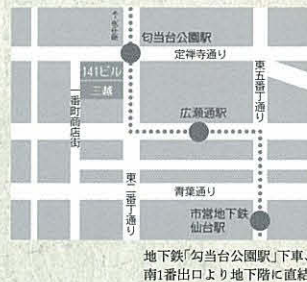 勾当台公園駅
定禅寺通り
141ビル
三越
一番町商店街
東五番丁通り
広瀬通駅
東二番丁通り
青葉通り
市営地下鉄
仙台駅
地下鉄「勾当台公園駅」下車、
南1番出口より地下階に直結